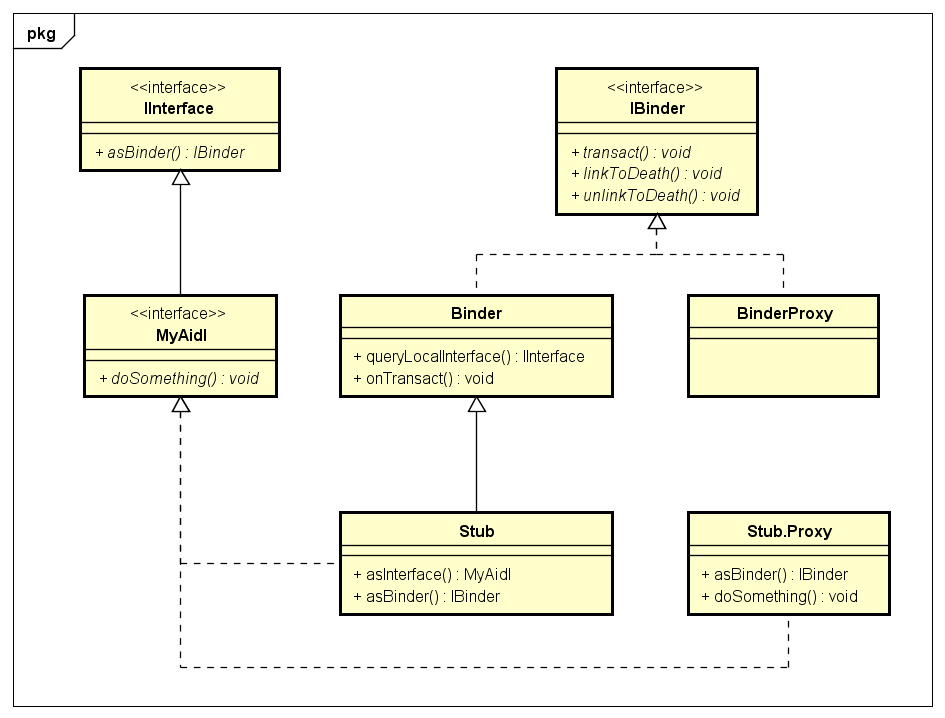 pkg
<<interface>>
IInterface
+ asBinder() : IBinder
<<interface>>
IBinder
+ transact() : void
+ linkToDeath() : void
+ unlinkToDeath() : void
<<interface>>
MyAidl
+ doSomething() : void
Binder
+ queryLocalInterface() : IInterface
+ onTransact() : void
BinderProxy
Stub
+ asInterface() : MyAidl
+ asBinder() : IBinder
Stub.Proxy
+ asBinder() : IBinder
+ doSomething() : void